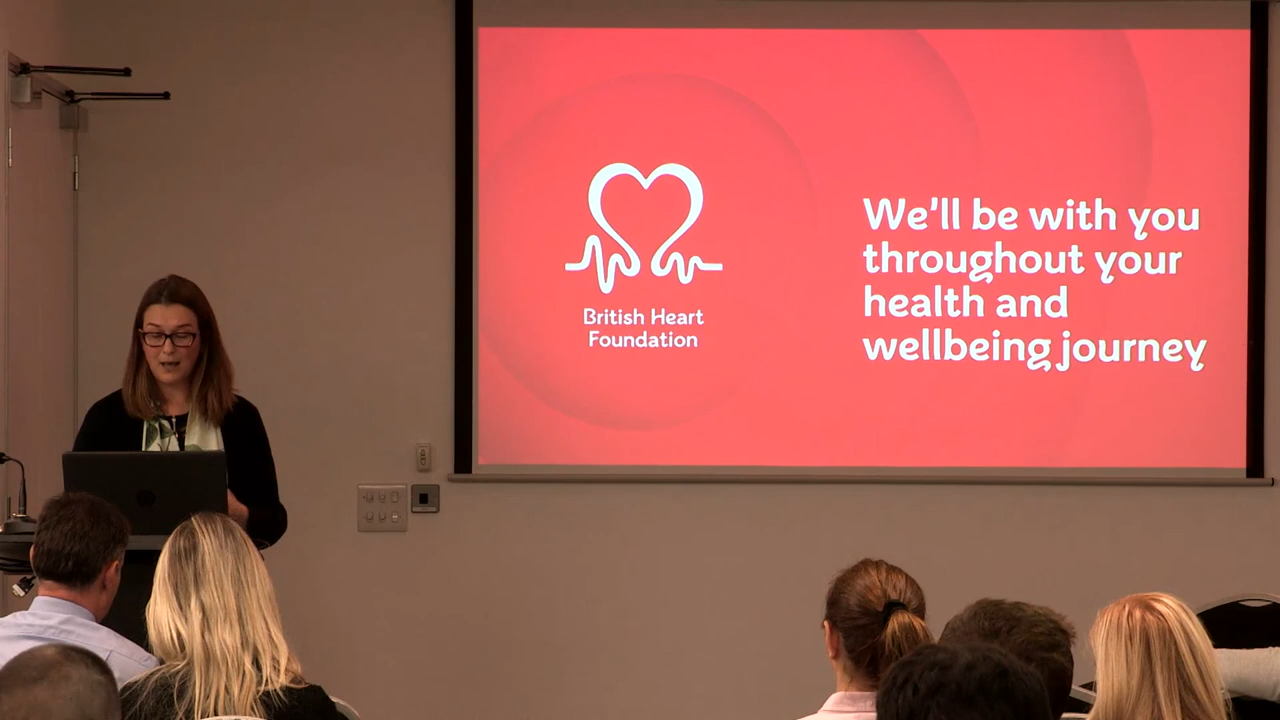 British Heart
Foundation
We'll be with you
throughout your
health and
wellbeing journey